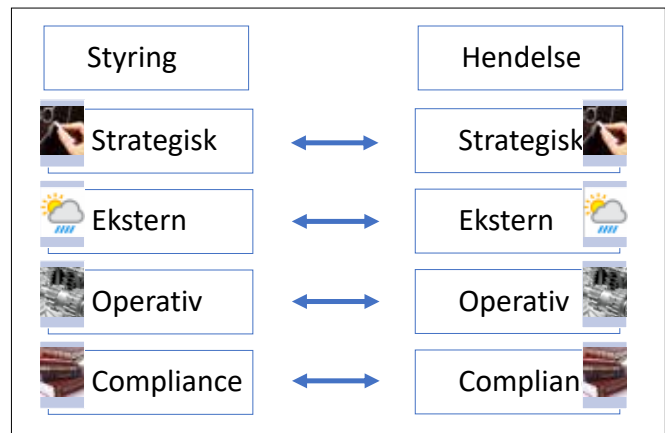 Styring Hendelse
Strategisk Strategisk
Ekstern Ekstern
Operativ Operativ
Compliance Complian